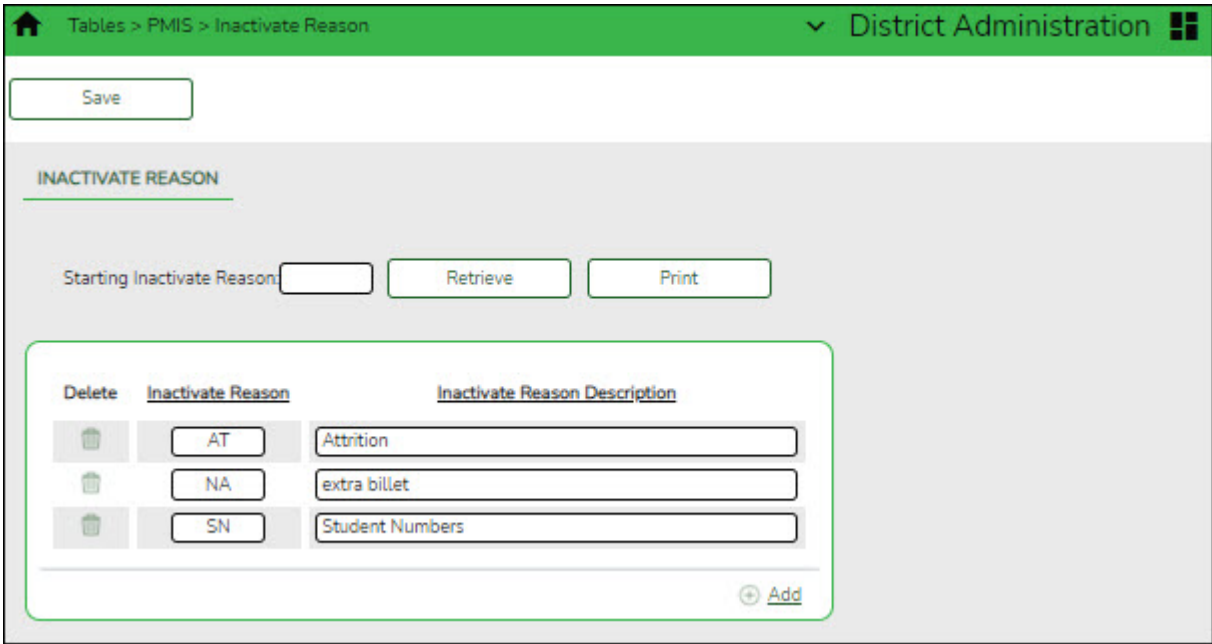 Tables > PMIS > Inactivate Reason District Administration
Save
INACTIVATE REASON
Starting Inactivate Reason: Retrieve Print
Delete Inactivate Reason Inactivate Reason Description
AT Attrition
NA extra billet
SN Student Numbers
Add